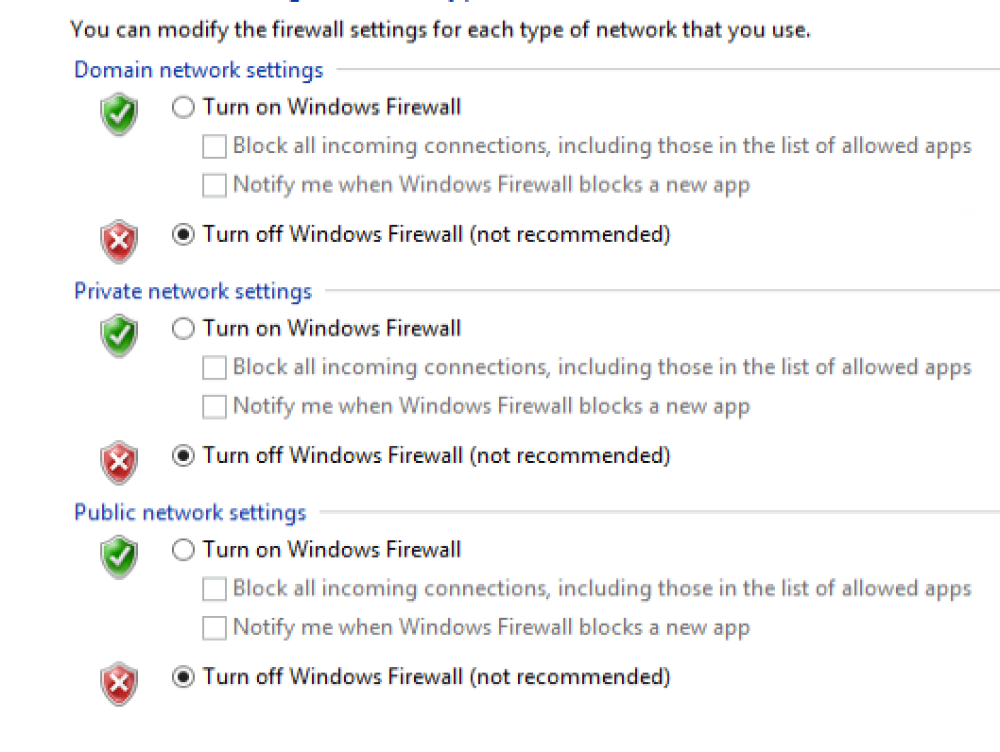 You can modify the firewall settings for each type of network that you use.
Domain network settings
Turn on Windows Firewall
Block all incoming connections, including those in the list of allowed apps
Notify me when Windows Firewall blocks a new app
Turn off Windows Firewall (not recommended)
Private network settings
Turn on Windows Firewall
Block all incoming connections, including those in the list of allowed apps
Notify me when Windows Firewall blocks a new app
Turn off Windows Firewall (not recommended)
Public network settings
Turn on Windows Firewall
Block all incoming connections, including those in the list of allowed apps
Notify me when Windows Firewall blocks a new app
Turn off Windows Firewall (not recommended)